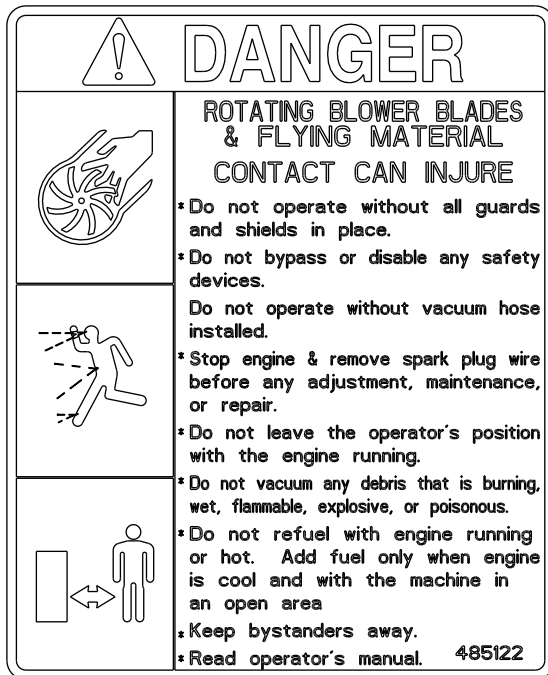 DANGER
ROTATING BLOWER BLADES
& FLYING MATERIAL
CONTACT CAN INJURE
* Do not operate without all guards
and shields in place.
* Do not bypass or disable any safety
devices.
Do not operate without vacuum hose
installed.
* Stop engine & remove spark plug wire
before any adjustment, maintenance,
or repair.
* Do not leave the operator's position
with the engine running.
* Do not vacuum any debris that is burning,
wet, flammable, explosive, or poisonous.
* Do not refuel with engine running
or hot. Add fuel only when engine
is cool and with the machine in
an open area
* Keep bystanders away.
* Read operator's manual. 485122